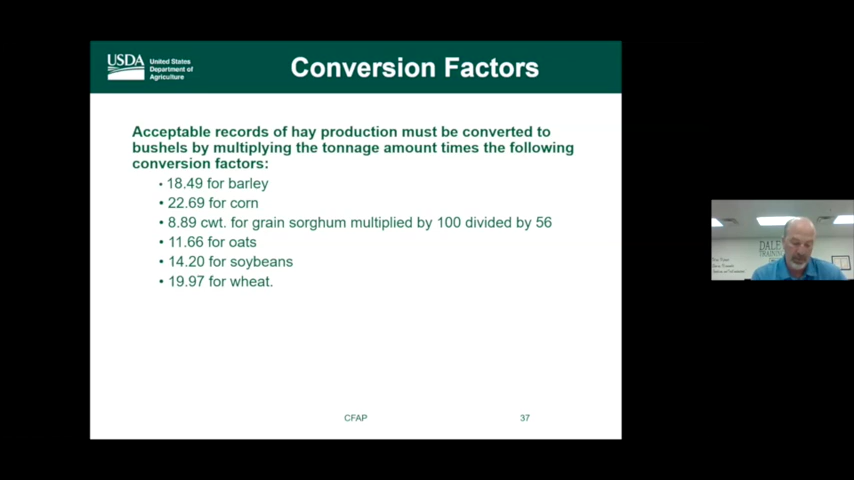 USDA
United States
Department of
Agriculture
Conversion Factors
Acceptable records of hay production must be converted to
bushels by multiplying the tonnage amount times the following
conversion factors:
• 18.49 for barley
• 22.69 for corn
• 8.89 cwt. for grain sorghum multiplied by 100 divided by 56
• 11.66 for oats
• 14.20 for soybeans
• 19.97 for wheat.
CFAP
37
DALE
TRAINING